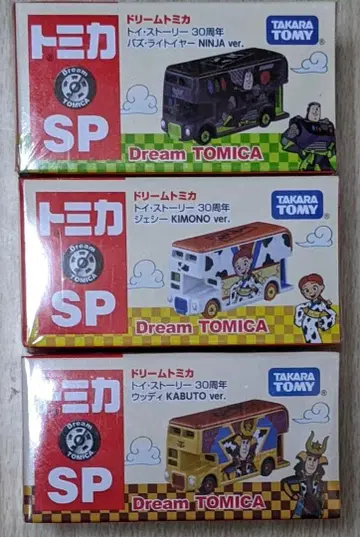 トミカ
Dream
TOMICA
SP
ドリームトミカ
トイ・ストーリー 30周年
バズ・ライトイヤー NINJA ver.
TAKARA
TOMY
Dream TOMICA
トミカ
Dream
TOMICA
SP
ドリームトミカ
トイ・ストーリー 30周年
ジェシー KIMONO ver.
TAKARA
TOMY
Dream TOMICA
トミカ
Dream
TOMICA
SP
ドリームトミカ
トイ・ストーリー 30周年
ウッディ KABUTO ver.
TAKARA
TOMY
Dream TOMICA